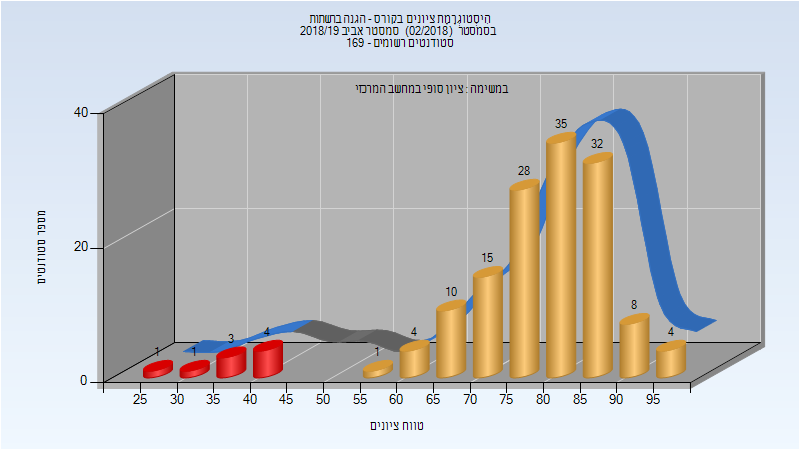 היסטוגרמת ציונים בקורס - הגנה ברשתות
בסמסטר (02/2018) סמסטר אביב 2018/19
סטודנטים רשומים - 169
במשימה : ציון סופי במחשב המרכזי
מספר סטודנטים
40
20
0
1
1
3
4
1
4
10
15
28
35
32
8
4
25 30 35 40 45 50 55 60 65 70 75 80 85 90 95
טווח ציונים